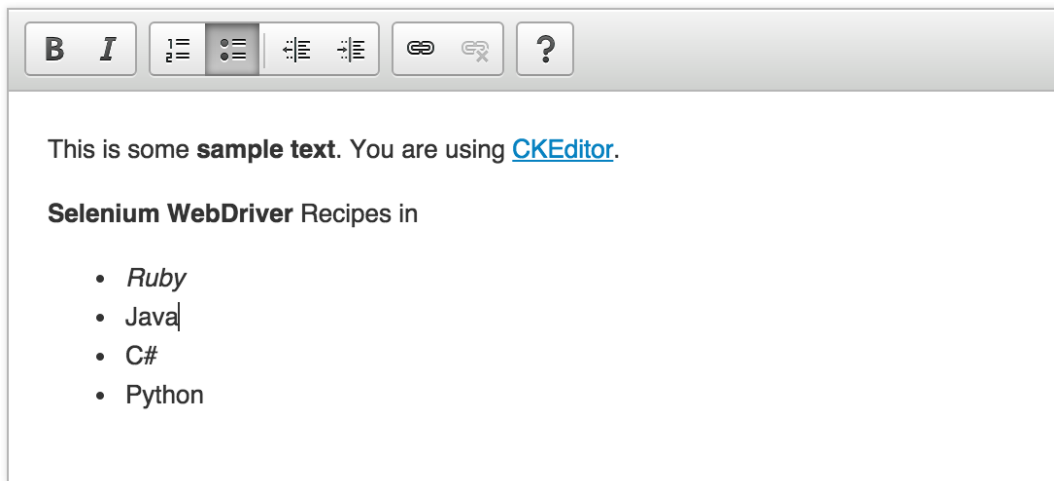 B I ?
This is some sample text. You are using CKEditor.
Selenium WebDriver Recipes in
• Ruby
• Java
• C#
• Python